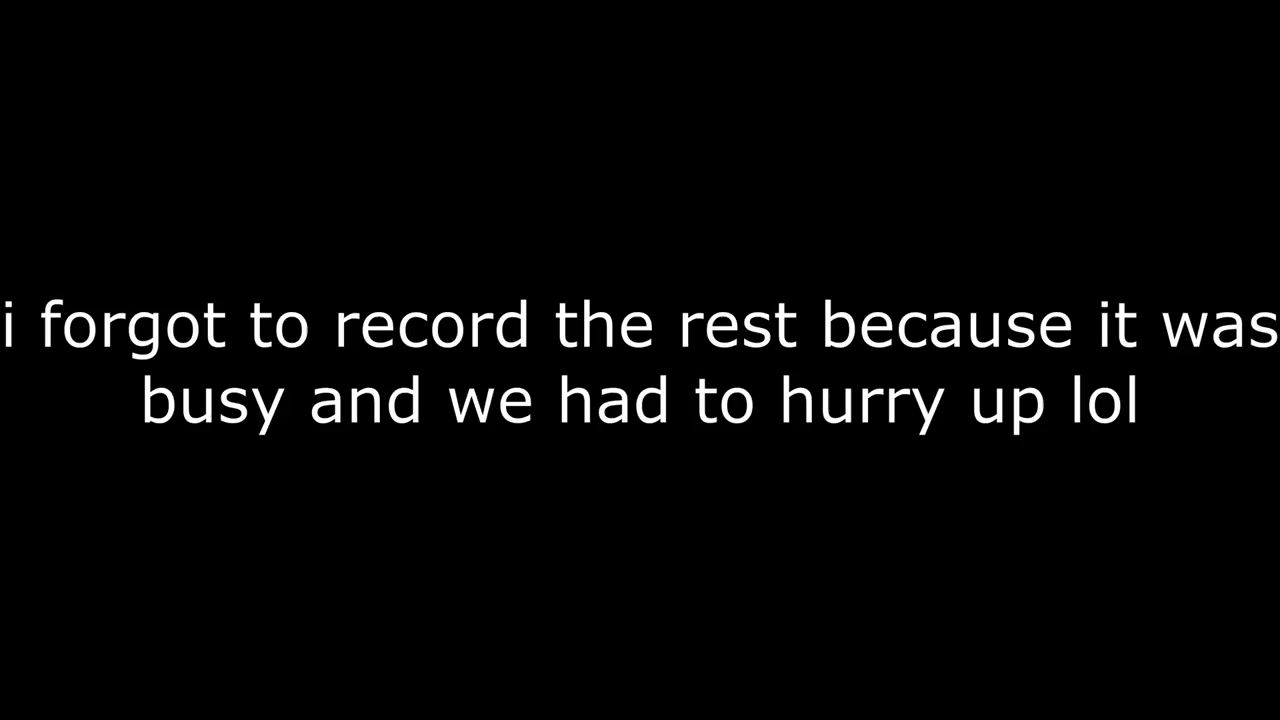 i forgot to record the rest because it was
busy and we had to hurry up lol